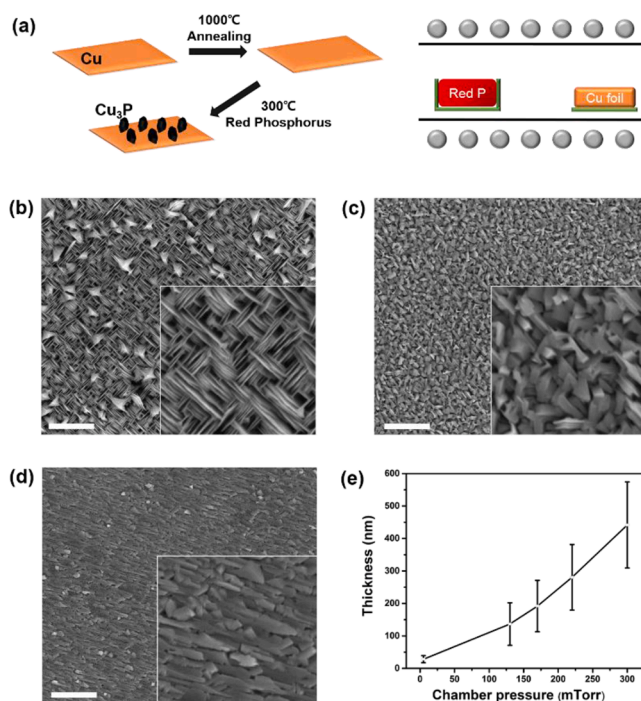 (a)
1000℃
Annealing
Cu
Cu₃P
300℃
Red Phosphorus
Red P
Cu foil
(b)
(c)
(d)
(e)
Thickness (nm)
600
500
400
300
200
100
0
0 50 100 150 200 250 300
Chamber pressure (mTorr)